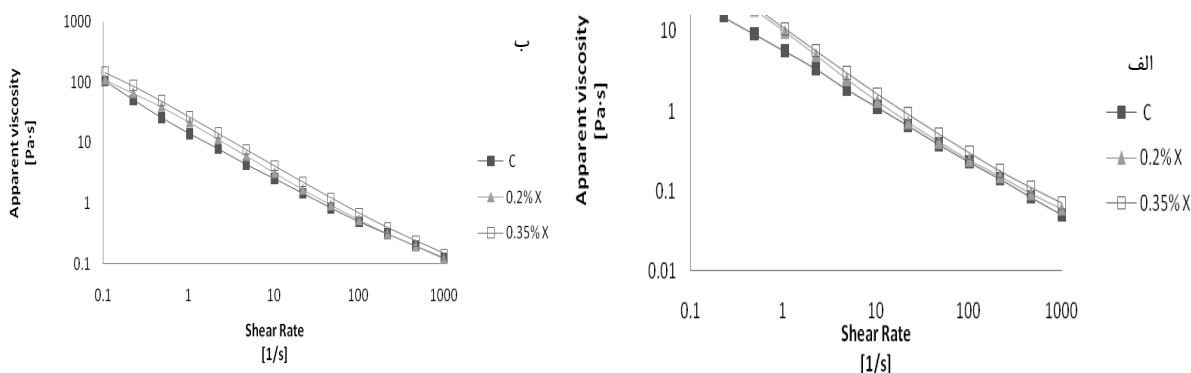 ب
1000
100
10
1
0.1
Apparent viscosity
[Pa·s]
0.1 1 10 100 1000
Shear Rate
[1/s]
C
0.2% X
0.35% X
الف
10
1
0.1
0.01
Apparent viscosity
[Pa·s]
0.1 1 10 100 1000
Shear Rate
[1/s]
C
0.2% X
0.35% X